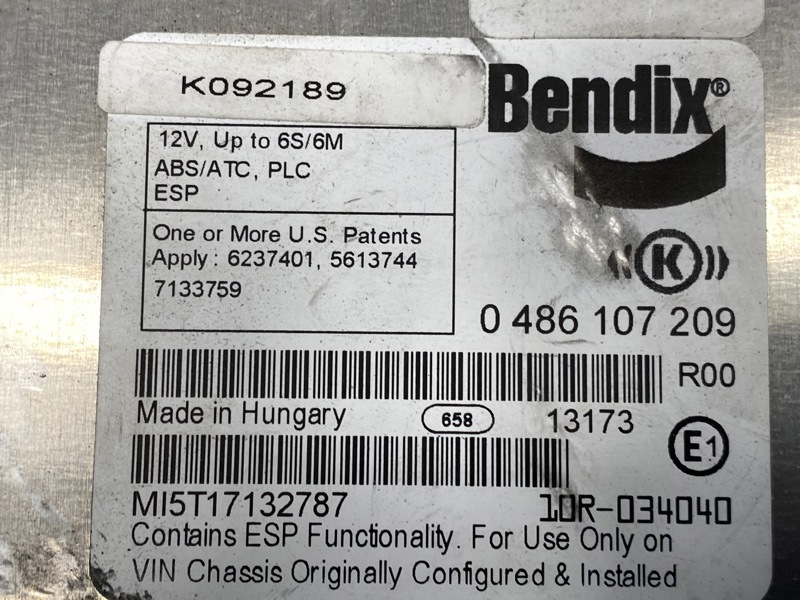 K092189
Bendix®
12V, Up to 6S/6M
ABS/ATC, PLC
ESP
One or More U.S. Patents
Apply : 6237401, 5613744
7133759
K
0 486 107 209
R00
Made in Hungary
658
13173
E1
MI5T17132787
10R-034040
Contains ESP Functionality. For Use Only on
VIN Chassis Originally Configured & Installed